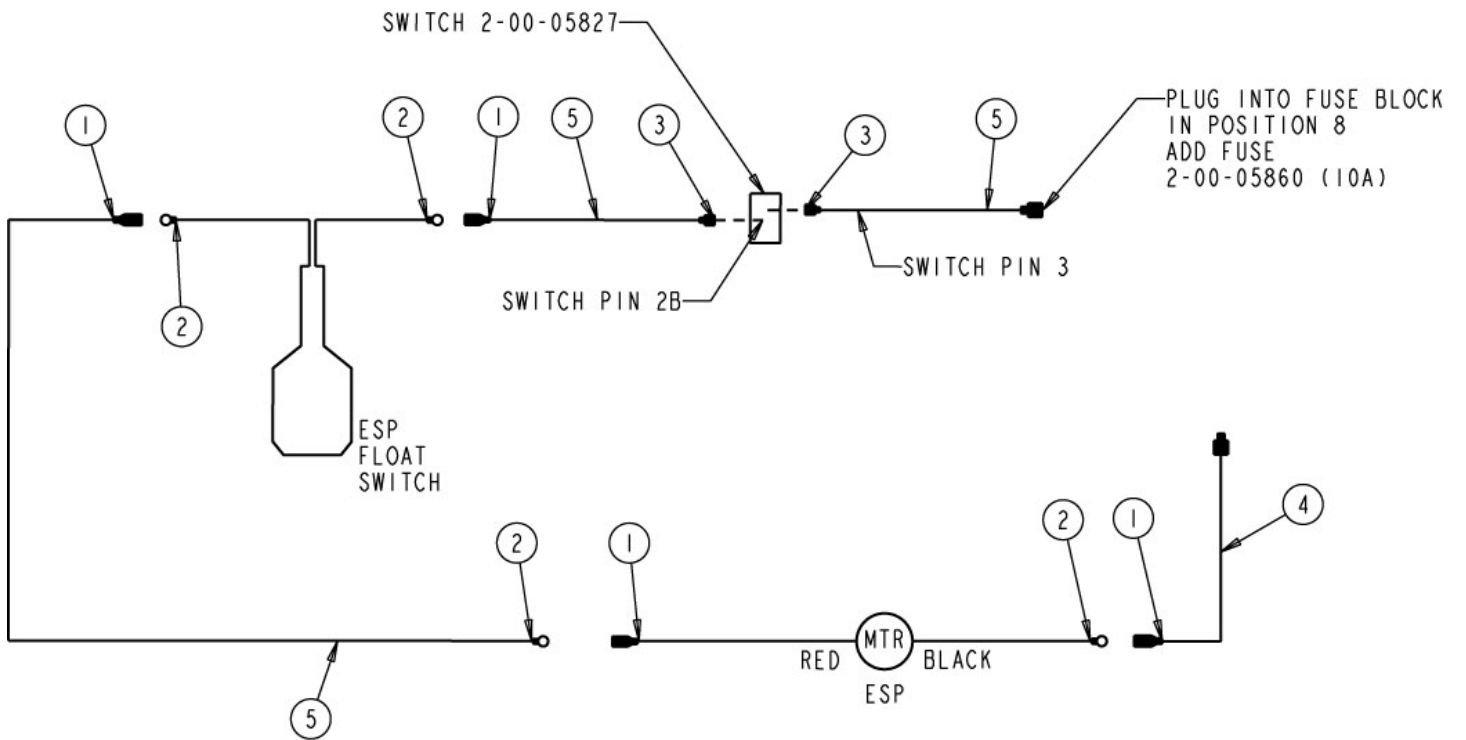 SWITCH 2-00-05827
PLUG INTO FUSE BLOCK
IN POSITION 8
ADD FUSE
2-00-05860 (10A)
1
2
1
5
3
3
5
2
SWITCH PIN 2B
SWITCH PIN 3
ESP
FLOAT
SWITCH
2
1
2
1
4
RED
MTR
BLACK
ESP
5